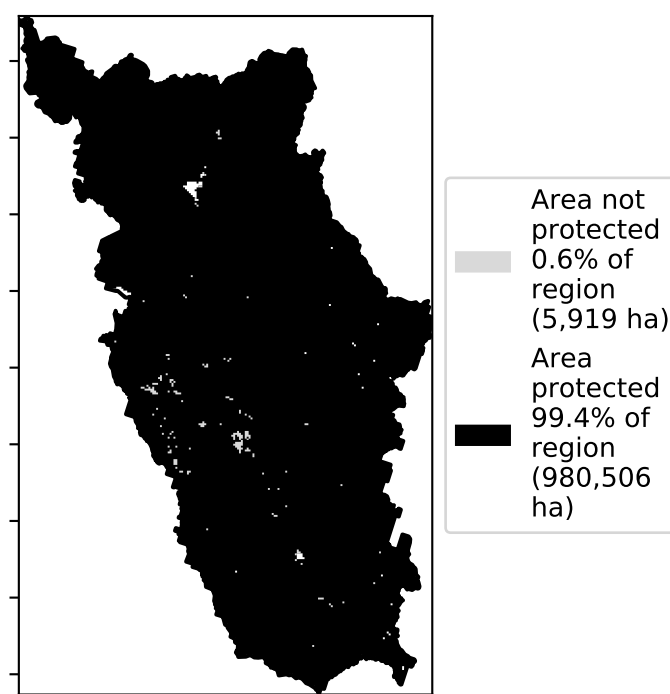 Area not
protected
0.6% of
region
(5,919 ha)
Area
protected
99.4% of
region
(980,506
ha)